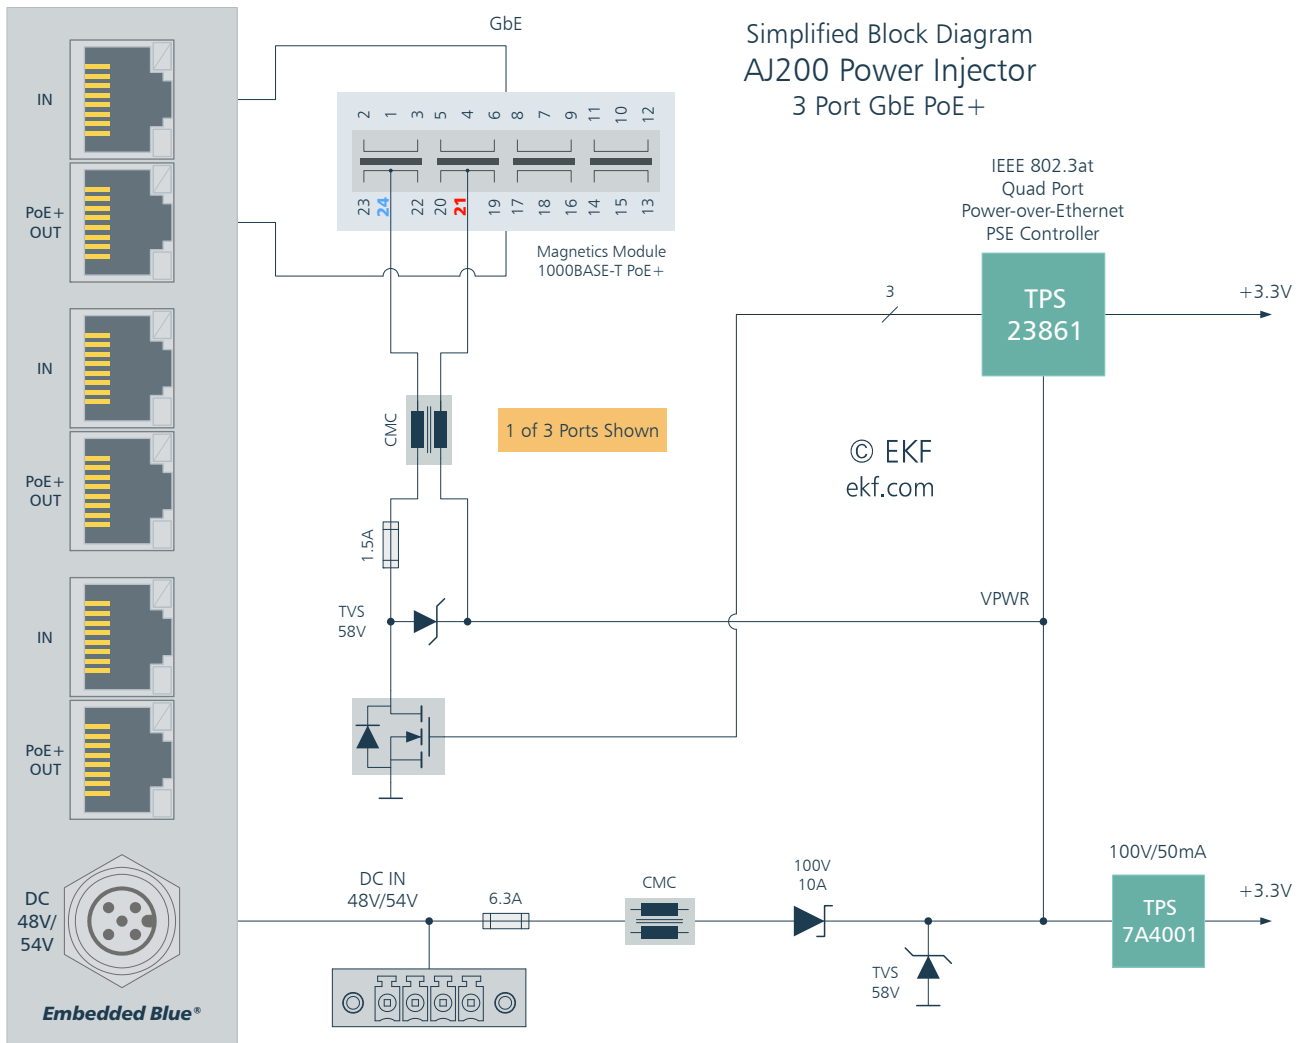 Simplified Block Diagram
AJ200 Power Injector
3 Port GbE PoE+
GbE
IN
2 1 3 5 4 6 8 7 9 11 10 12
23 24 22 20 21 19 17 18 16 14 15 13
Magnetics Module
1000BASE-T PoE+
PoE+
OUT
IEEE 802.3at
Quad Port
Power-over-Ethernet
PSE Controller
TPS
23861
3
+3.3V
IN
CMC
1 of 3 Ports Shown
© EKF
ekf.com
PoE+
OUT
1.5A
TVS
58V
VPWR
IN
PoE+
OUT
DC
48V/
54V
DC IN
48V/54V
6.3A
CMC
100V
10A
TVS
58V
100V/50mA
TPS
7A4001
+3.3V
Embedded Blue®